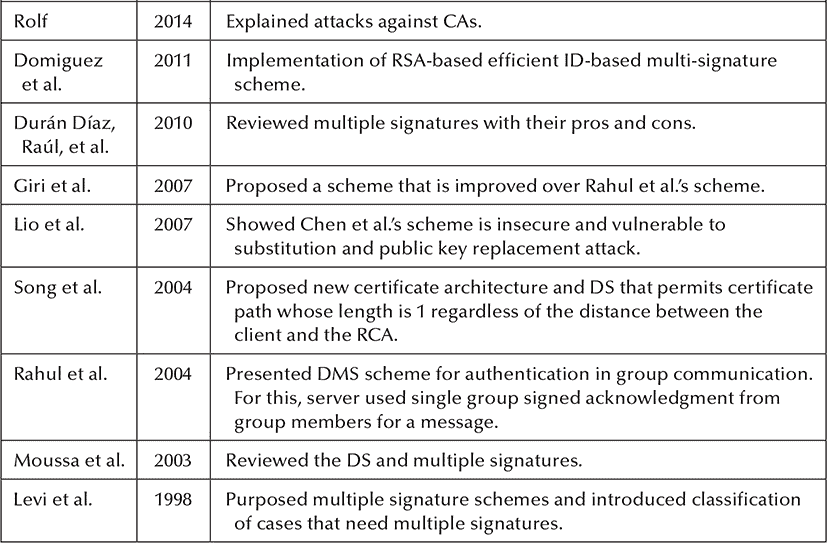 Rolf 2014 Explained attacks against CAs.
Domiguez 2011 Implementation of RSA-based efficient ID-based multi-signature
et al. scheme.
Durán Díaz, 2010 Reviewed multiple signatures with their pros and cons.
Raúl, et al.
Giri et al. 2007 Proposed a scheme that is improved over Rahul et al.'s scheme.
Lio et al. 2007 Showed Chen et al.'s scheme is insecure and vulnerable to
substitution and public key replacement attack.
Song et al. 2004 Proposed new certificate architecture and DS that permits certificate
path whose length is 1 regardless of the distance between the
client and the RCA.
Rahul et al. 2004 Presented DMS scheme for authentication in group communication.
For this, server used single group signed acknowledgment from
group members for a message.
Moussa et al. 2003 Reviewed the DS and multiple signatures.
Levi et al. 1998 Purposed multiple signature schemes and introduced classification
of cases that need multiple signatures.